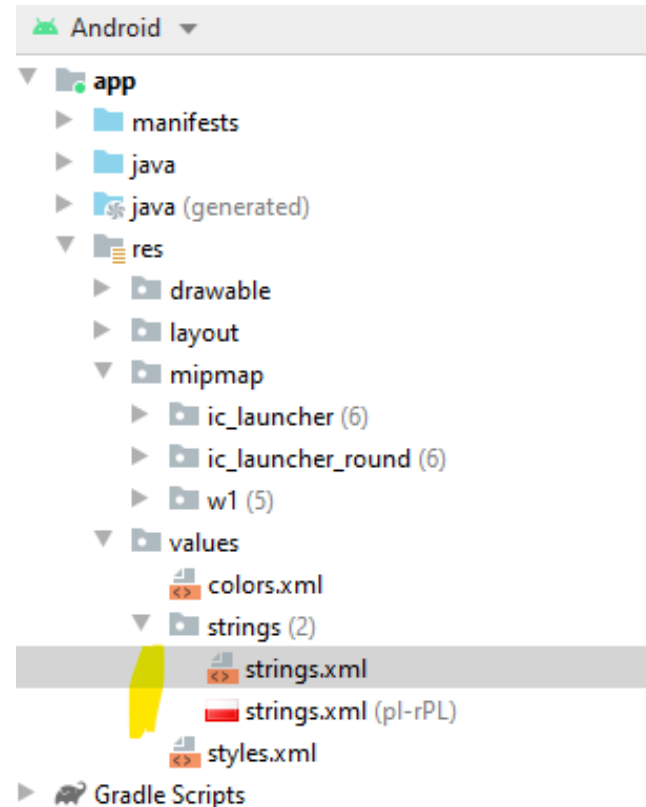 Android
app
manifests
java
java (generated)
res
drawable
layout
mipmap
ic_launcher (6)
ic_launcher_round (6)
w1 (5)
values
colors.xml
strings (2)
strings.xml
strings.xml (pl-rPL)
styles.xml
Gradle Scripts